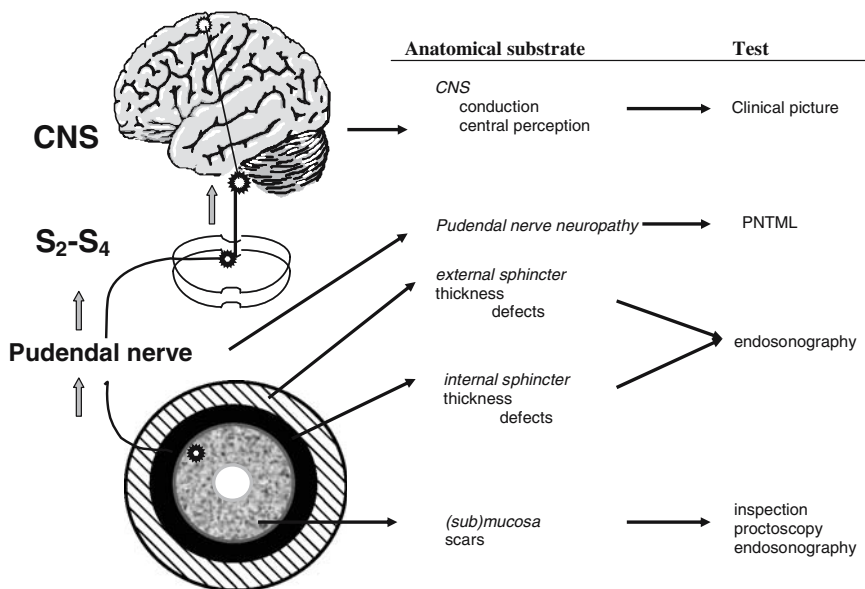 Anatomical substrate
Test
CNS
CNS
conduction
central perception
Clinical picture
S₂-S₄
Pudendal nerve neuropathy
PNTML
external sphincter
thickness
defects
Pudendal nerve
endosonography
internal sphincter
thickness
defects
(sub)mucosa
scars
inspection
proctoscopy
endosonography